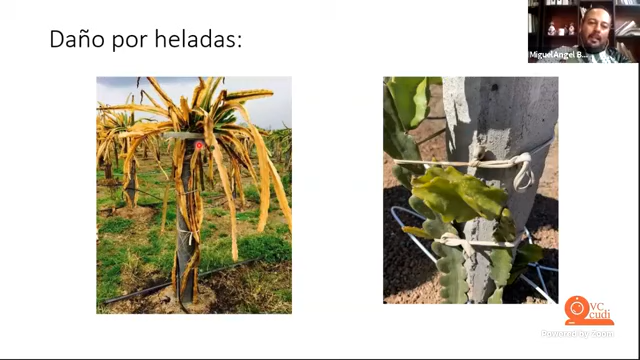 Daño por heladas:
MiguelAngel B...
VC
cudi
Powered by Zoom